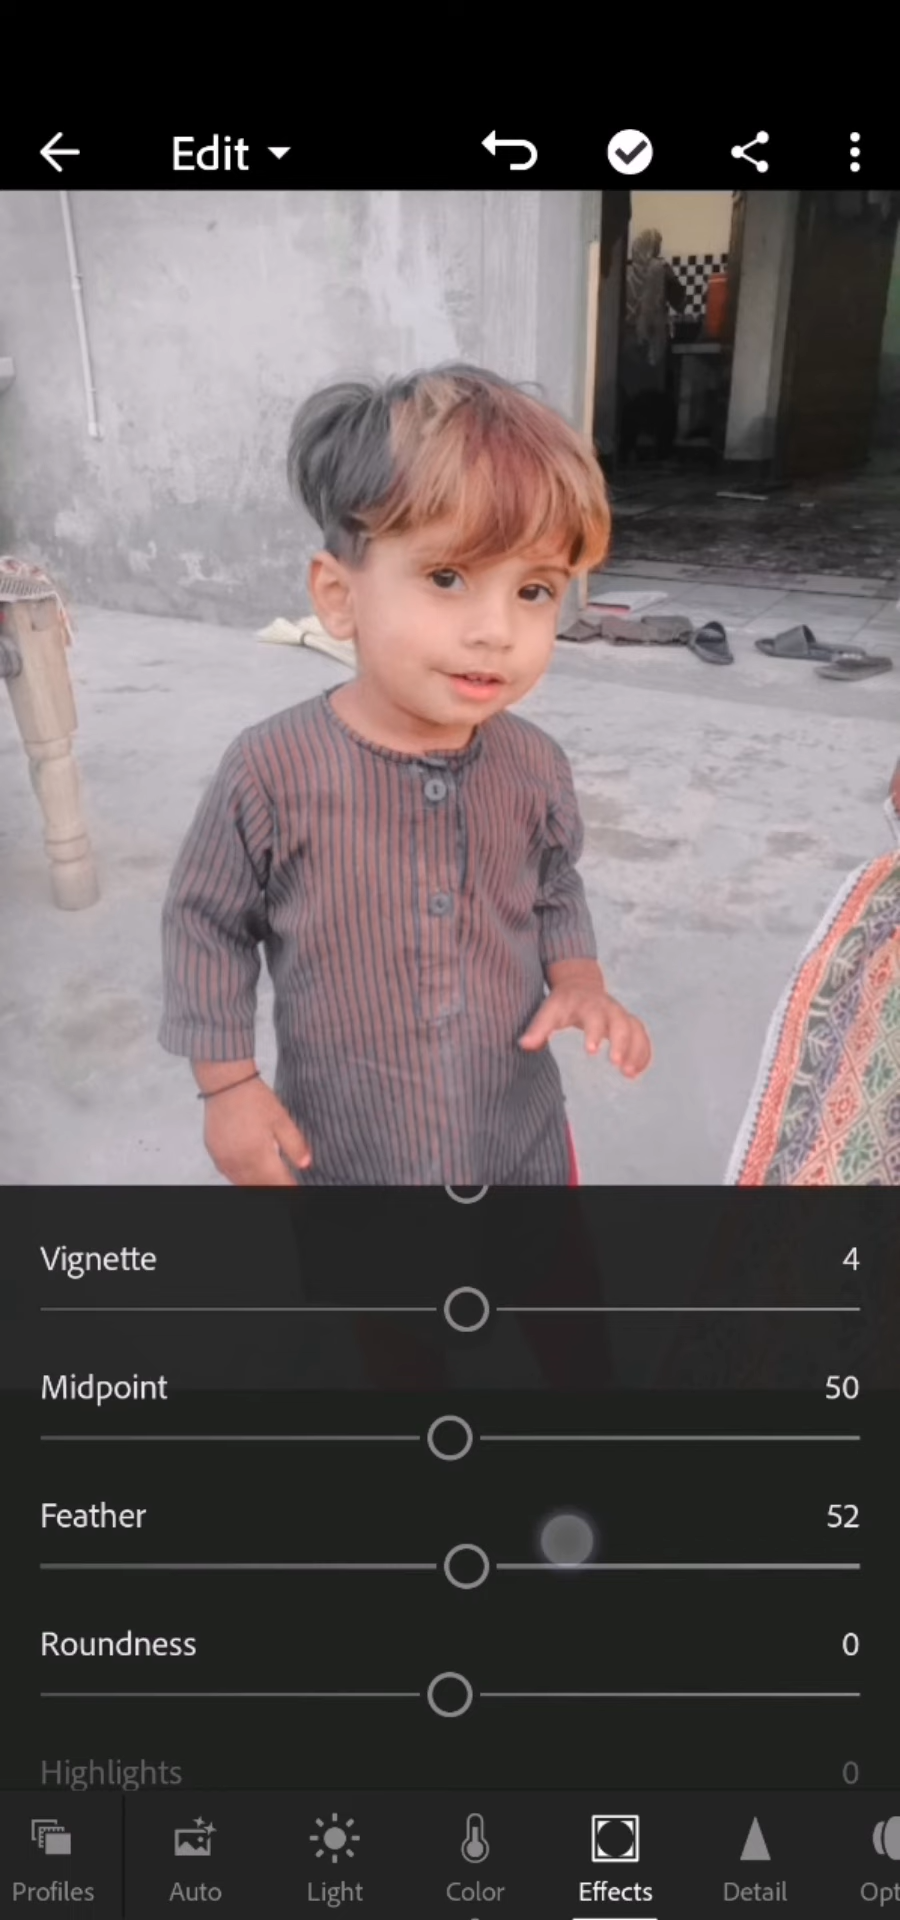 Edit
Vignette 4
Midpoint 50
Feather 52
Roundness 0
Highlights 0
Profiles Auto Light Color Effects Detail Opt